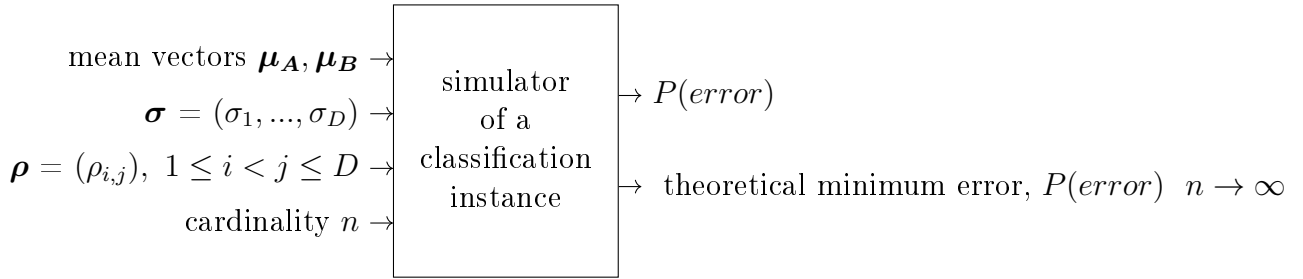 mean vectors μ_A, μ_B →
σ = (σ_1, ..., σ_D) →
ρ = (ρ_{i,j}), 1 ≤ i < j ≤ D →
cardinality n →
simulator
of a
classification
instance
→ P(error)
→ theoretical minimum error, P(error) n → ∞